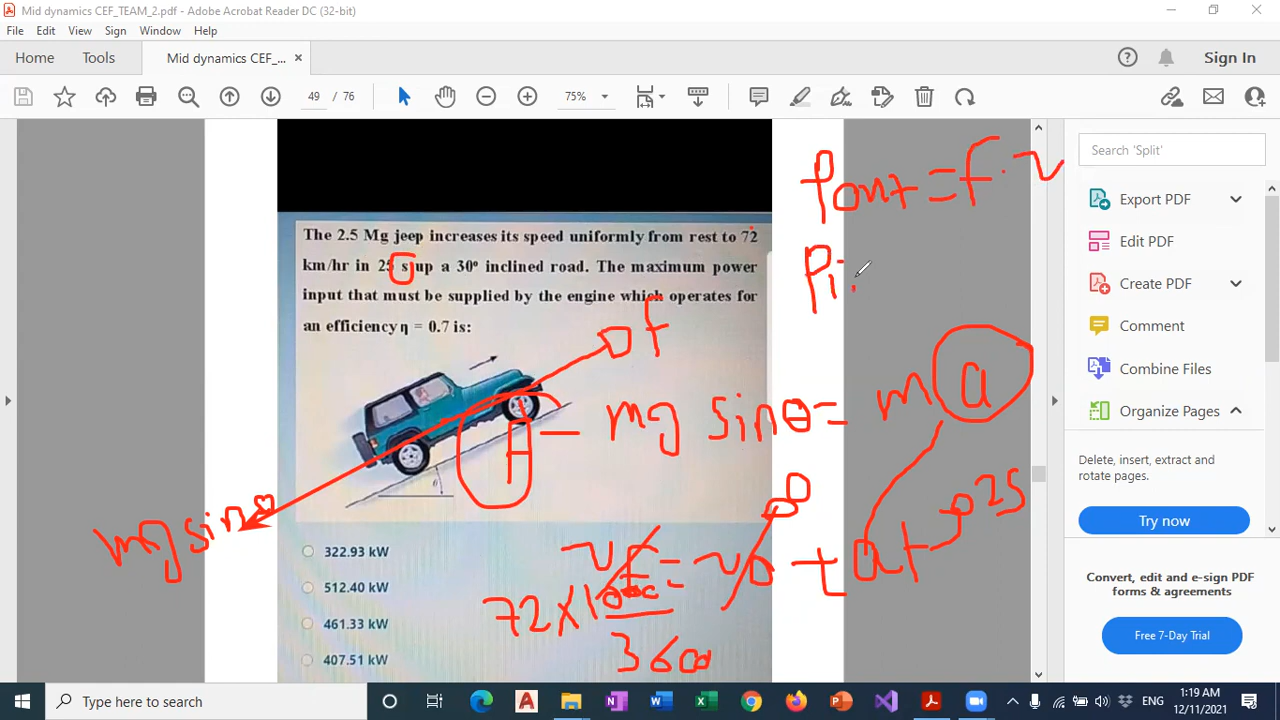 Mid dynamics CEF_TEAM_2.pdf - Adobe Acrobat Reader DC (32-bit)
File Edit View Sign Window Help
Home Tools Mid dynamics CEF_... × Sign In
49 / 76 75%
Search 'Split'
Export PDF
Edit PDF
Create PDF
Comment
Combine Files
Organize Pages
Delete, insert, extract and
rotate pages.
Try now
Convert, edit and e-sign PDF
forms & agreements
Free 7-Day Trial
The 2.5 Mg jeep increases its speed uniformly from rest to 72
km/hr in 25 s up a 30° inclined road. The maximum power
input that must be supplied by the engine which operates for
an efficiency η = 0.7 is:
θ
322.93 kW
512.40 kW
461.33 kW
407.51 kW
Pout = f · v
Pi
f
F - mg sinθ = ma
mg sinθ
vf = v0 + at
0
25
72×1000
3600
Type here to search
ENG
1:19 AM
12/11/2021